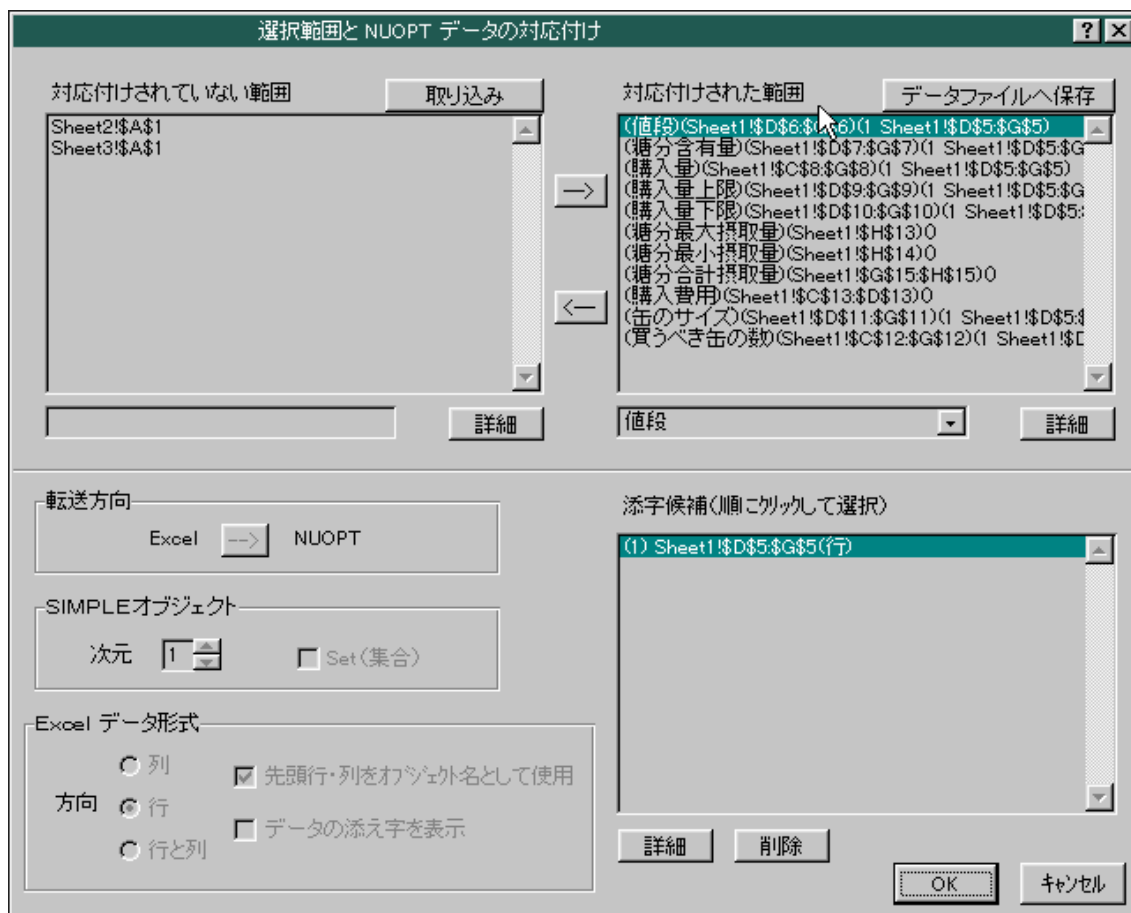 選択範囲と NUOPT データの対応付け
対応付けされていない範囲
取り込み
Sheet2!$A$1
Sheet3!$A$1
詳細
-->
<--
対応付けされた範囲
データファイルへ保存
(値段)(Sheet1!$D$6:$G$6)(1 Sheet1!$D$5:$G$5)
(糖分含有量)(Sheet1!$D$7:$G$7)(1 Sheet1!$D$5:$G
(購入量)(Sheet1!$C$8:$G$8)(1 Sheet1!$D$5:$G$5)
(購入量上限)(Sheet1!$D$9:$G$9)(1 Sheet1!$D$5:$G
(購入量下限)(Sheet1!$D$10:$G$10)(1 Sheet1!$D$5:
(糖分最大摂取量)(Sheet1!$H$13)()
(糖分最小摂取量)(Sheet1!$H$14)()
(糖分合計摂取量)(Sheet1!$G$15:$H$15)()
(購入費用)(Sheet1!$C$13:$D$13)()
(缶のサイズ)(Sheet1!$D$11:$G$11)(1 Sheet1!$D$5:$
(買うべき缶の数)(Sheet1!$C$12:$G$12)(1 Sheet1!$D
値段
詳細
転送方向
Excel --> NUOPT
SIMPLEオブジェクト
次元 1 Set(集合)
Excel データ形式
方向
列
行
行と列
先頭行・列をオブジェクト名として使用
データの添え字を表示
添字候補(順にクリックして選択)
(1) Sheet1!$D$5:$G$5(行)
詳細
削除
OK
キャンセル